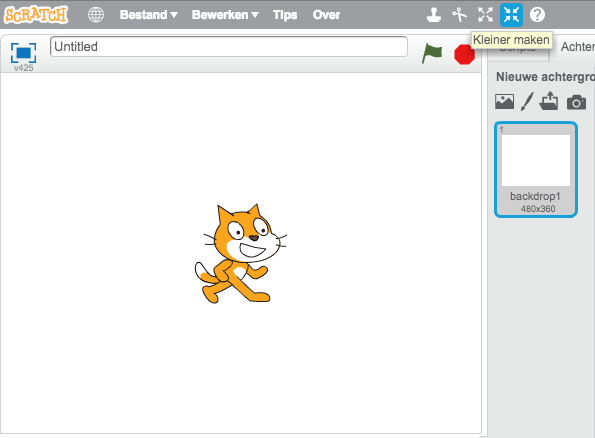 SCRATCH Bestand Bewerken Tips Over
Kleiner maken
Untitled
v425
Scripts Achter
Nieuwe achtergro
1
backdrop1
480x360